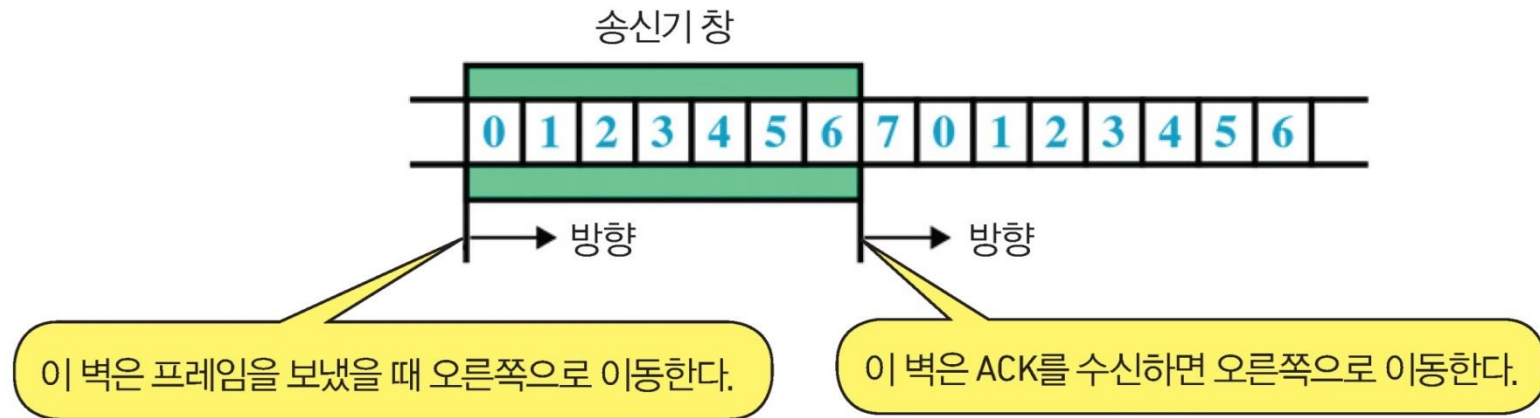 송신기 창
0 1 2 3 4 5 6 7 0 1 2 3 4 5 6
방향 방향
이 벽은 프레임을 보냈을 때 오른쪽으로 이동한다.
이 벽은 ACK를 수신하면 오른쪽으로 이동한다.